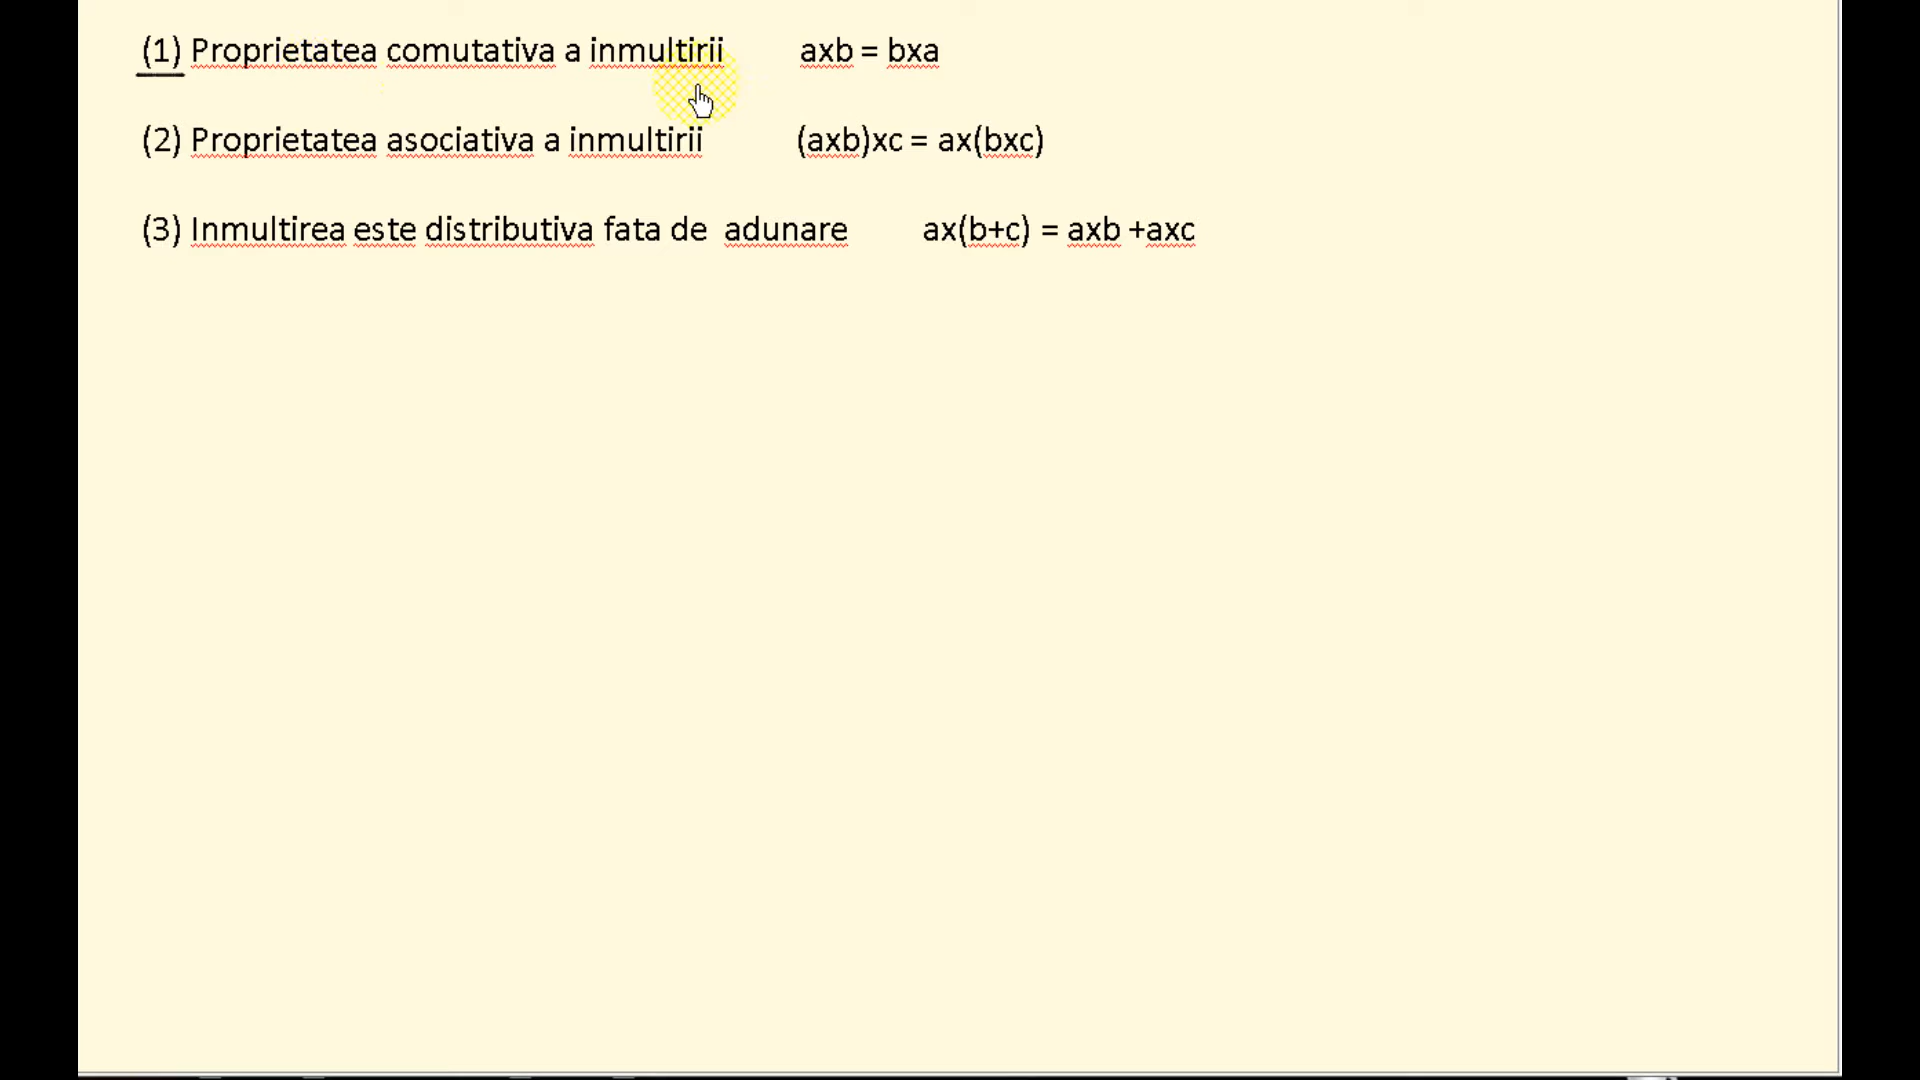 (1) Proprietatea comutativa a inmultirii axb = bxa
(2) Proprietatea asociativa a inmultirii (axb)xc = ax(bxc)
(3) Inmultirea este distributiva fata de adunare ax(b+c) = axb +axc